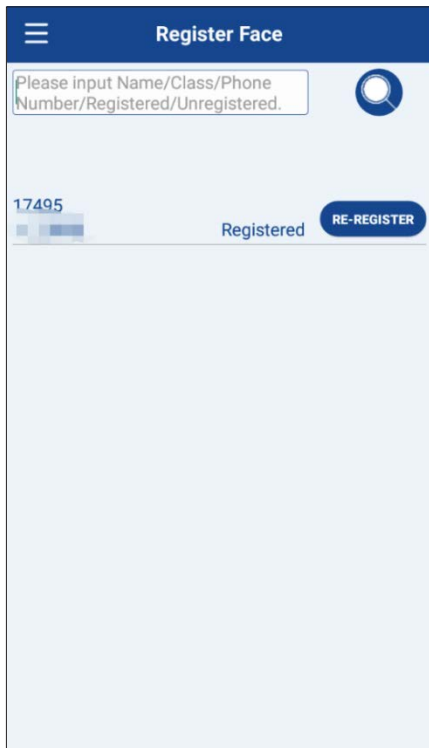 Register Face
Please input Name/Class/Phone
Number/Registered/Unregistered.
17495
Registered
RE-REGISTER